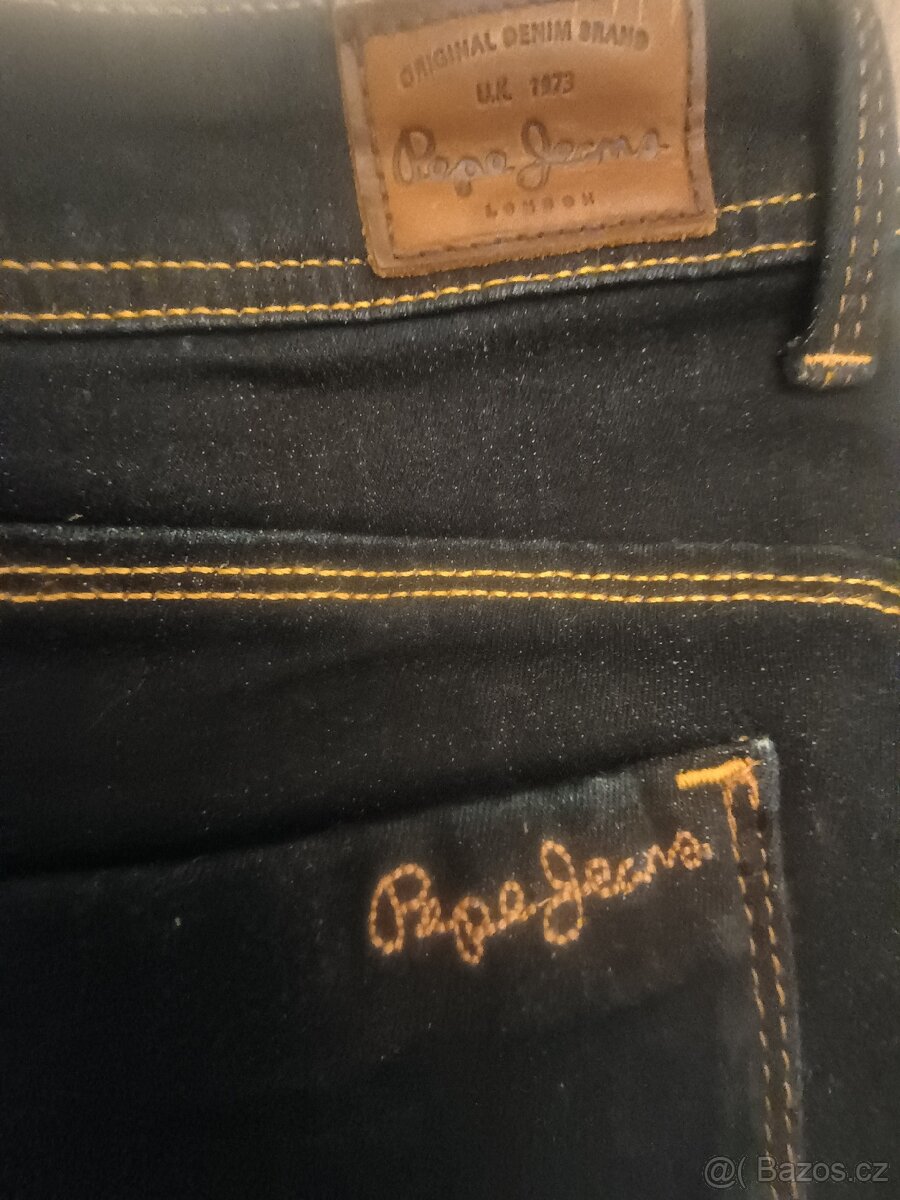 ORIGINAL DENIM BRAND
U.K. 1973
Pepe Jeans
LONDON
Pepe Jeans
@( Bazos.cz